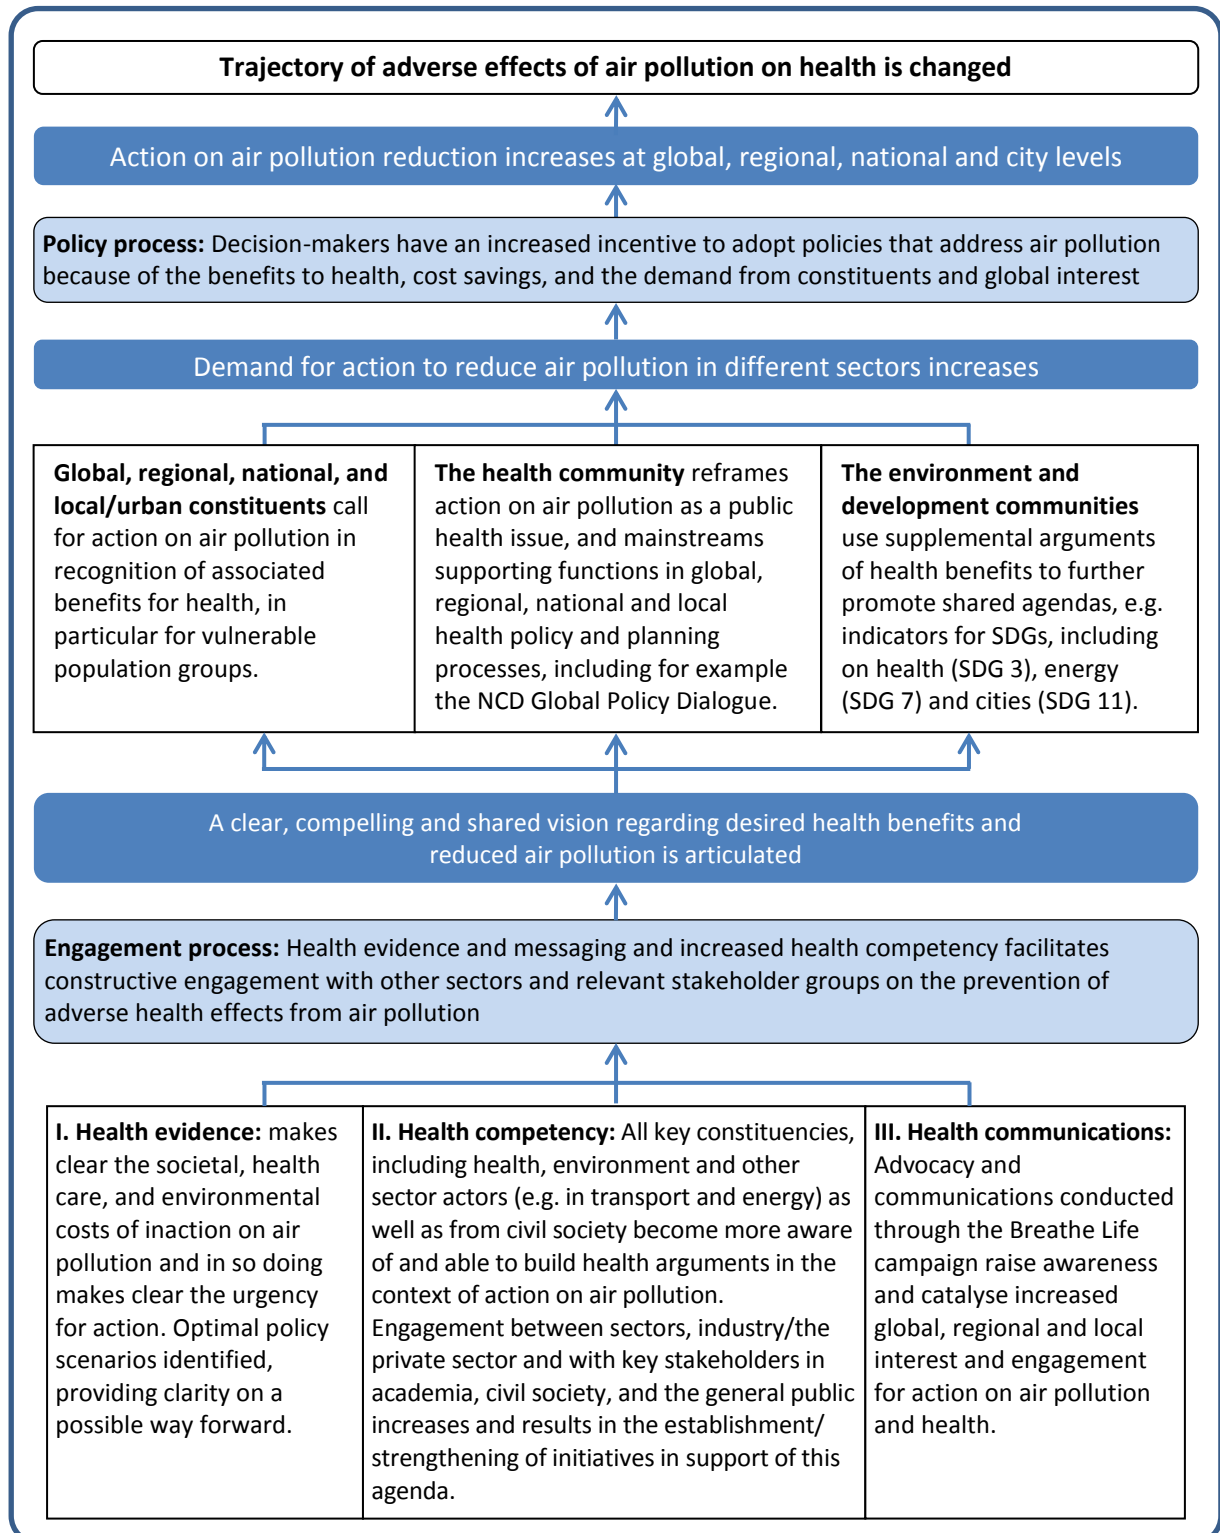 Trajectory of adverse effects of air pollution on health is changed
Action on air pollution reduction increases at global, regional, national and city levels
Policy process: Decision-makers have an increased incentive to adopt policies that address air pollution
because of the benefits to health, cost savings, and the demand from constituents and global interest
Demand for action to reduce air pollution in different sectors increases
Global, regional, national, and
local/urban constituents call
for action on air pollution in
recognition of associated
benefits for health, in
particular for vulnerable
population groups.
The health community reframes
action on air pollution as a public
health issue, and mainstreams
supporting functions in global,
regional, national and local
health policy and planning
processes, including for example
the NCD Global Policy Dialogue.
The environment and
development communities
use supplemental arguments
of health benefits to further
promote shared agendas, e.g.
indicators for SDGs, including
on health (SDG 3), energy
(SDG 7) and cities (SDG 11).
A clear, compelling and shared vision regarding desired health benefits and
reduced air pollution is articulated
Engagement process: Health evidence and messaging and increased health competency facilitates
constructive engagement with other sectors and relevant stakeholder groups on the prevention of
adverse health effects from air pollution
I. Health evidence: makes
clear the societal, health
care, and environmental
costs of inaction on air
pollution and in so doing
makes clear the urgency
for action. Optimal policy
scenarios identified,
providing clarity on a
possible way forward.
II. Health competency: All key constituencies,
including health, environment and other
sector actors (e.g. in transport and energy) as
well as from civil society become more aware
of and able to build health arguments in the
context of action on air pollution.
Engagement between sectors, industry/the
private sector and with key stakeholders in
academia, civil society, and the general public
increases and results in the establishment/
strengthening of initiatives in support of this
agenda.
III. Health communications:
Advocacy and
communications conducted
through the Breathe Life
campaign raise awareness
and catalyse increased
global, regional and local
interest and engagement
for action on air pollution
and health.